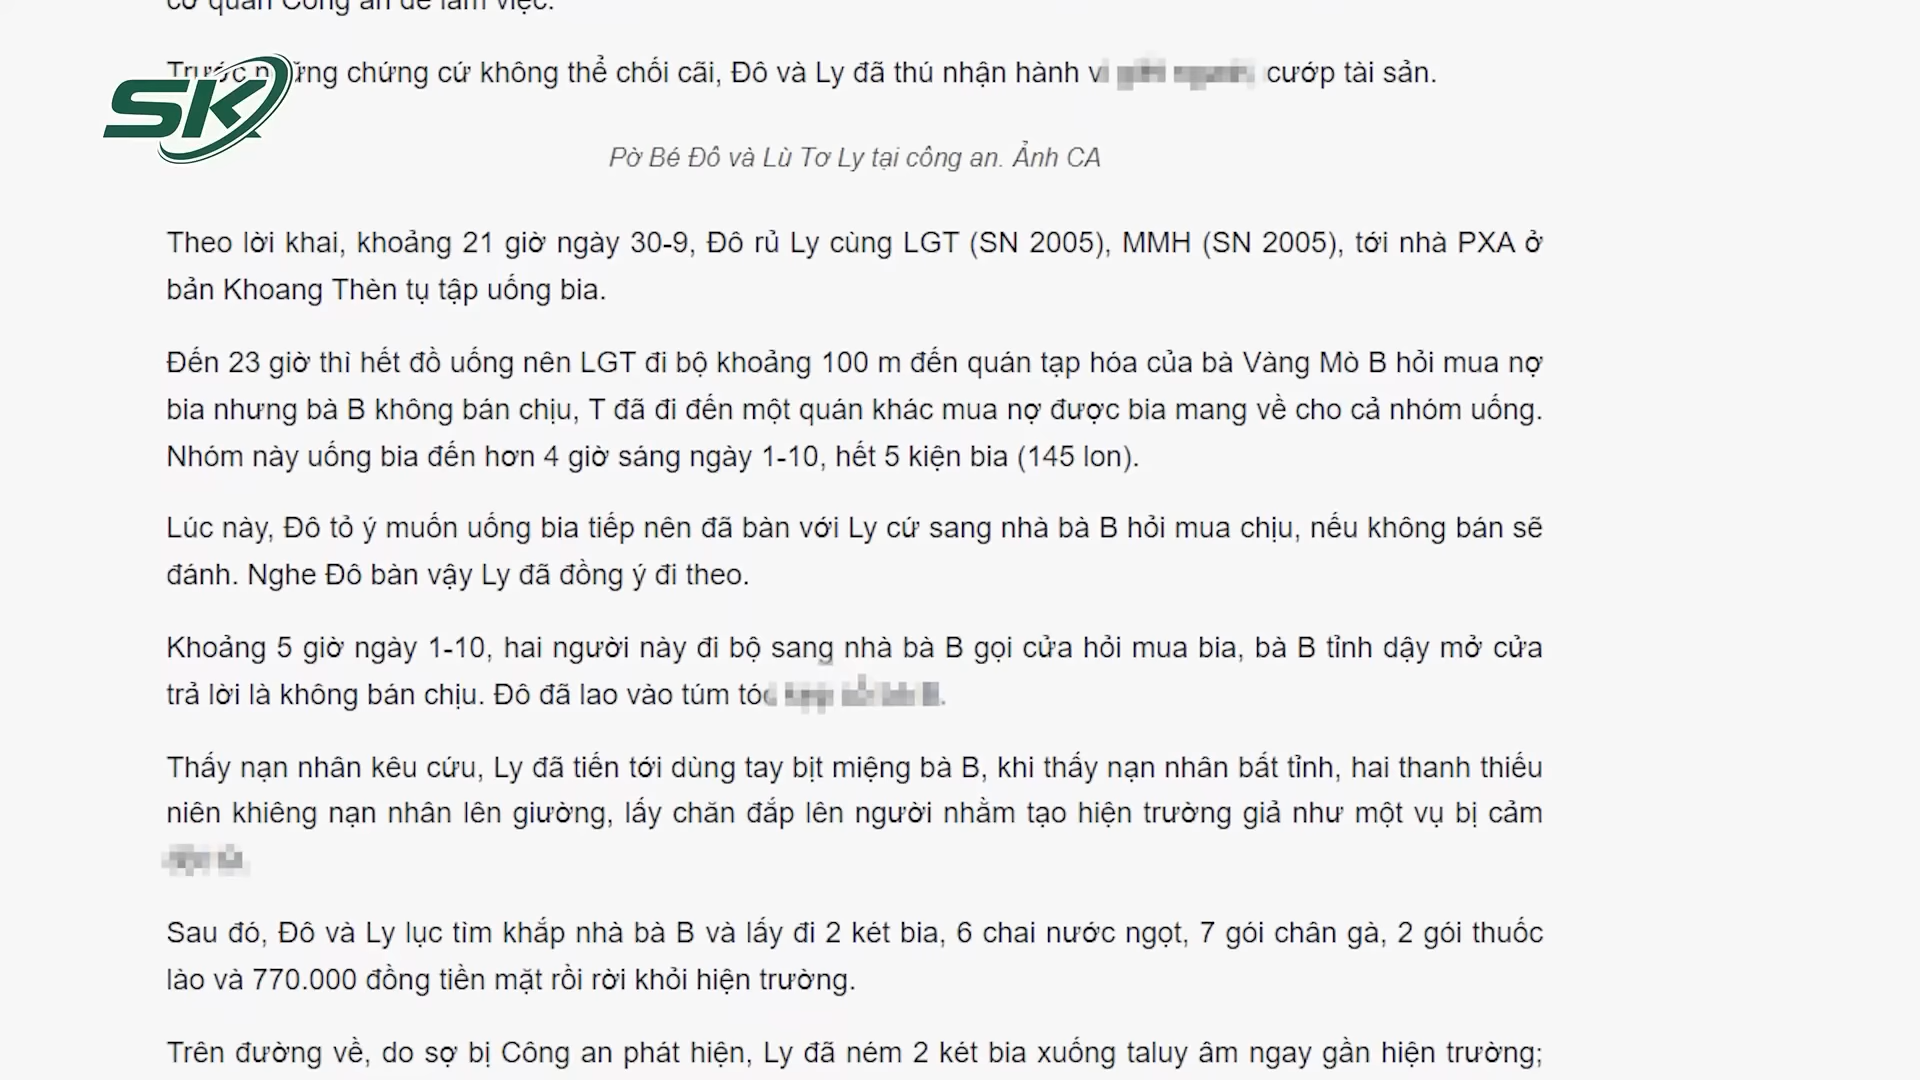 cơ quan Công an để làm việc.
SK
Trước những chứng cứ không thể chối cãi, Đô và Ly đã thú nhận hành vi cướp tài sản.
Pờ Bé Đô và Lù Tơ Ly tại công an. Ảnh CA
Theo lời khai, khoảng 21 giờ ngày 30-9, Đô rủ Ly cùng LGT (SN 2005), MMH (SN 2005), tới nhà PXA ở
bản Khoang Thèn tụ tập uống bia.
Đến 23 giờ thì hết đồ uống nên LGT đi bộ khoảng 100 m đến quán tạp hóa của bà Vàng Mò B hỏi mua nợ
bia nhưng bà B không bán chịu, T đã đi đến một quán khác mua nợ được bia mang về cho cả nhóm uống.
Nhóm này uống bia đến hơn 4 giờ sáng ngày 1-10, hết 5 kiện bia (145 lon).
Lúc này, Đô tỏ ý muốn uống bia tiếp nên đã bàn với Ly cứ sang nhà bà B hỏi mua chịu, nếu không bán sẽ
đánh. Nghe Đô bàn vậy Ly đã đồng ý đi theo.
Khoảng 5 giờ ngày 1-10, hai người này đi bộ sang nhà bà B gọi cửa hỏi mua bia, bà B tỉnh dậy mở cửa
trả lời là không bán chịu. Đô đã lao vào túm tóc
Thấy nạn nhân kêu cứu, Ly đã tiến tới dùng tay bịt miệng bà B, khi thấy nạn nhân bất tỉnh, hai thanh thiếu
niên khiêng nạn nhân lên giường, lấy chăn đắp lên người nhằm tạo hiện trường giả như một vụ bị cảm
Sau đó, Đô và Ly lục tìm khắp nhà bà B và lấy đi 2 két bia, 6 chai nước ngọt, 7 gói chân gà, 2 gói thuốc
lào và 770.000 đồng tiền mặt rồi rời khỏi hiện trường.
Trên đường về, do sợ bị Công an phát hiện, Ly đã ném 2 két bia xuống taluy âm ngay gần hiện trường;